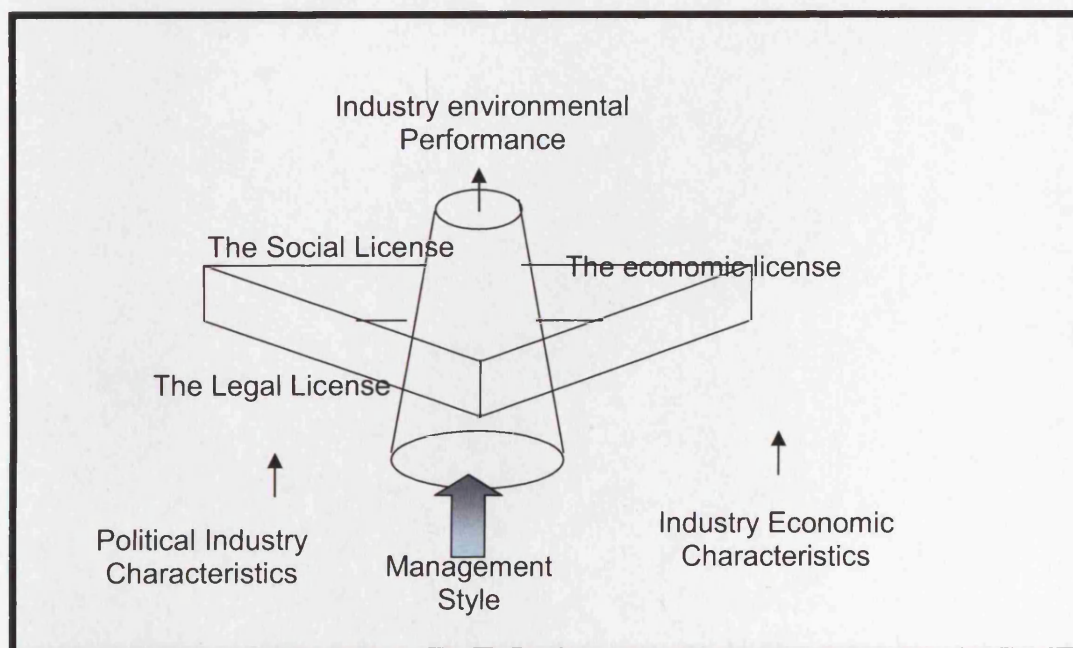 Industry environmental
Performance
The Social License
The economic license
The Legal License
Political Industry
Characteristics
Management
Style
Industry Economic
Characteristics